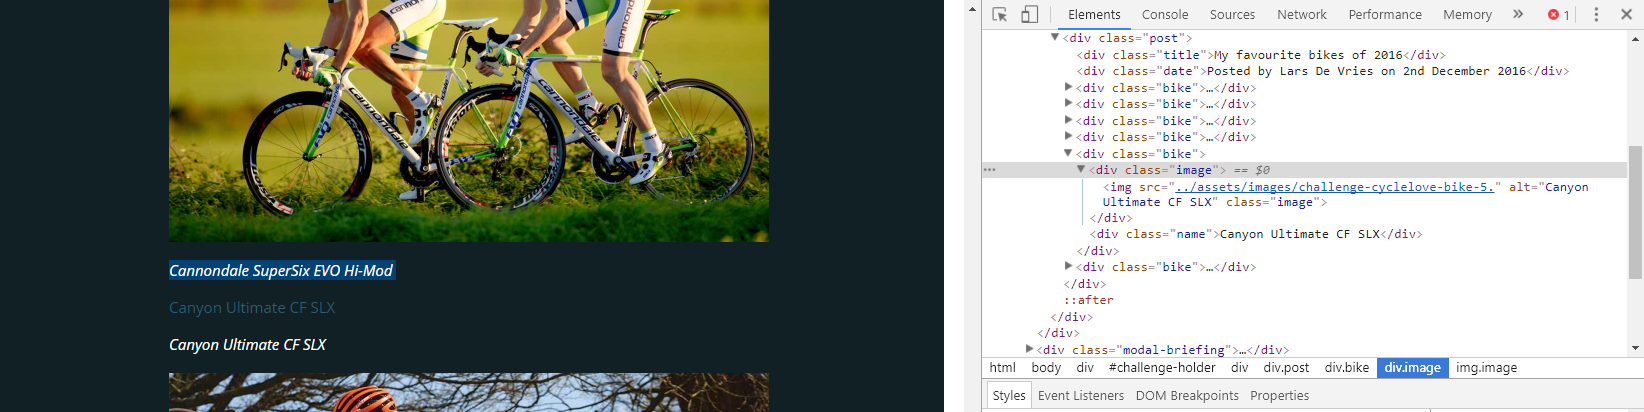 cannondale
cannondale
Cannondale SuperSix EVO Hi-Mod
Canyon Ultimate CF SLX
Canyon Ultimate CF SLX
Elements Console Sources Network Performance Memory » 1
▼<div class="post">
<div class="title">My favourite bikes of 2016</div>
<div class="date">Posted by Lars De Vries on 2nd December 2016</div>
▶<div class="bike">…</div>
▶<div class="bike">…</div>
▶<div class="bike">…</div>
▶<div class="bike">…</div>
▼<div class="bike">
… ▼<div class="image"> == $0
<img src="../assets/images/challenge-cyclelove-bike-5." alt="Canyon
Ultimate CF SLX" class="image">
</div>
<div class="name">Canyon Ultimate CF SLX</div>
</div>
▶<div class="bike">…</div>
</div>
::after
</div>
</div>
▶<div class="modal-briefing">…</div>
html body div #challenge-holder div div.post div.bike div.image img.image
Styles Event Listeners DOM Breakpoints Properties